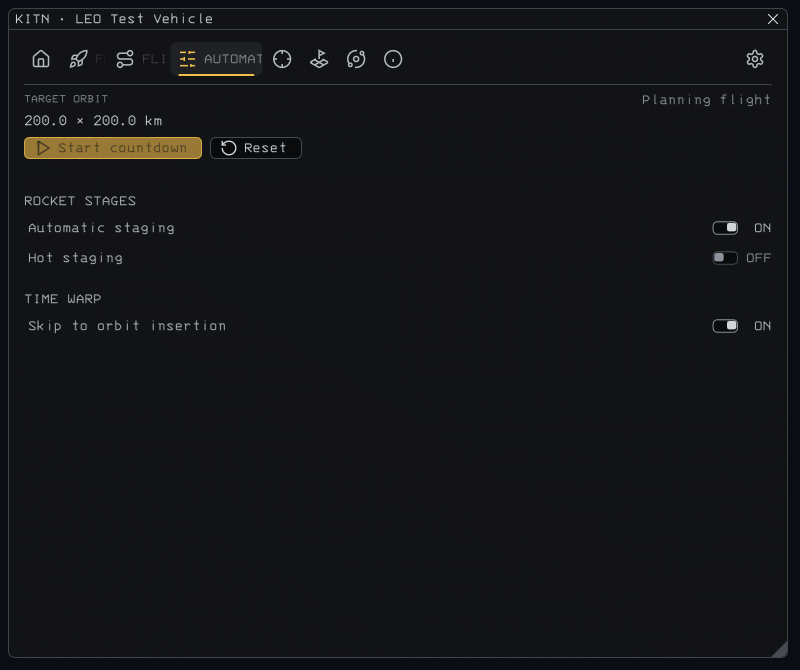 KITN · LEO Test Vehicle
FLI AUTOMAT
TARGET ORBIT
Planning flight
200.0 × 200.0 km
Start countdown Reset
ROCKET STAGES
Automatic staging ON
Hot staging OFF
TIME WARP
Skip to orbit insertion ON